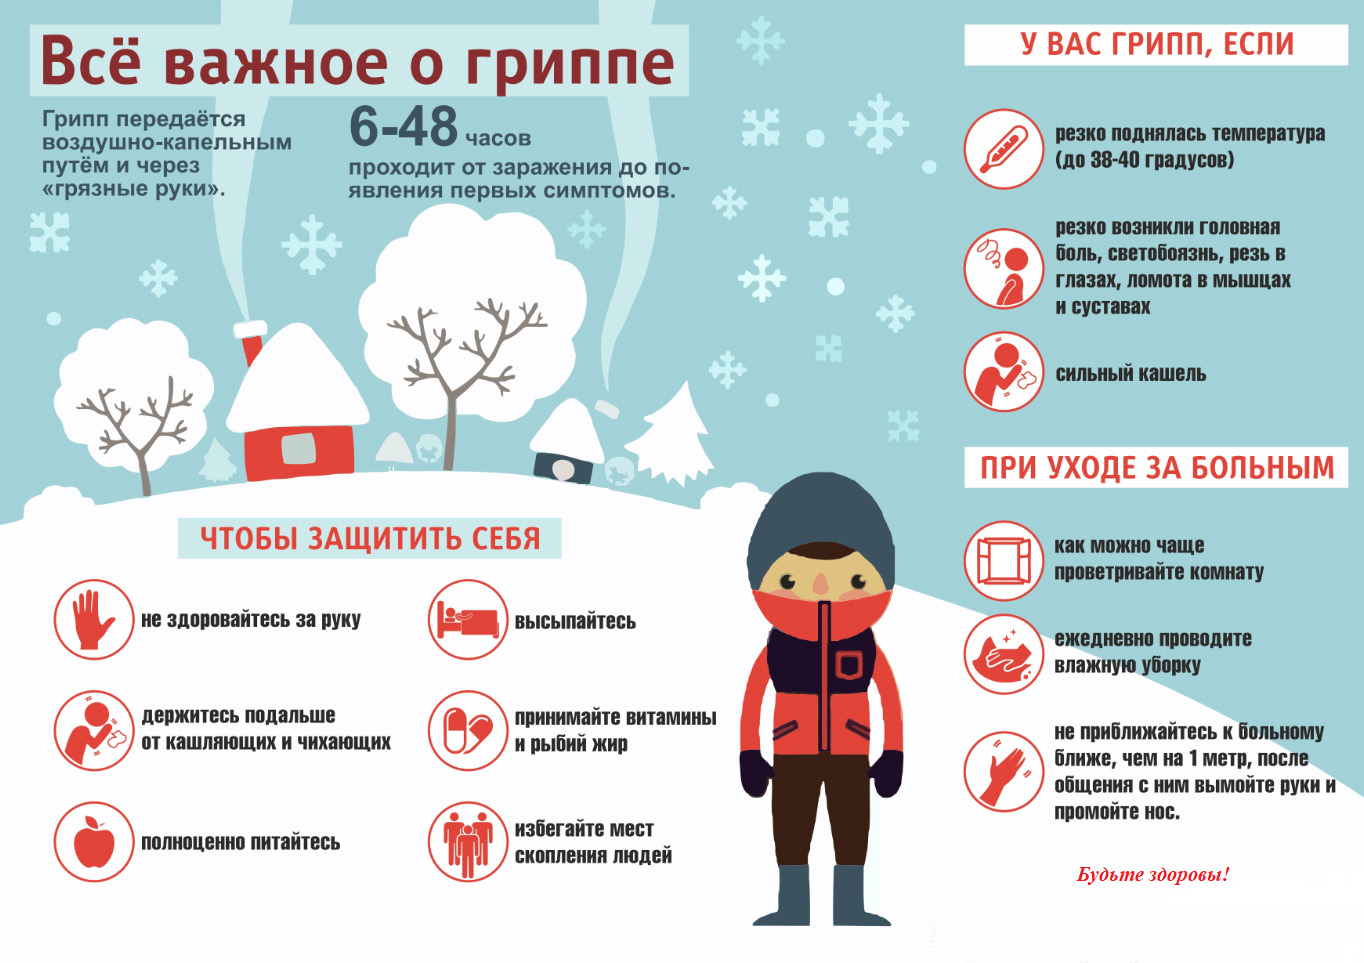 Всё важное о гриппе
Грипп передаётся
воздушно-капельным
путём и через
«грязные руки».
6-48 часов
проходит от заражения до по-
явления первых симптомов.
ЧТОБЫ ЗАЩИТИТЬ СЕБЯ
не здоровайтесь за руку
держитесь подальше
от кашляющих и чихающих
полноценно питайтесь
высыпайтесь
принимайте витамины
и рыбий жир
избегайте мест
скопления людей
У ВАС ГРИПП, ЕСЛИ
резко поднялась температура
(до 38-40 градусов)
резко возникли головная
боль, светобоязнь, резь в
глазах, ломота в мышцах
и суставах
сильный кашель
ПРИ УХОДЕ ЗА БОЛЬНЫМ
как можно чаще
проветривайте комнату
ежедневно проводите
влажную уборку
не приближайтесь к больному
ближе, чем на 1 метр, после
общения с ним вымойте руки и
промойте нос.
Будьте здоровы!